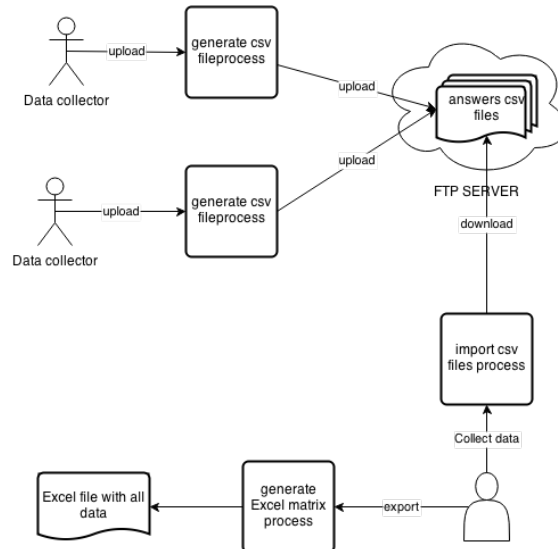 generate csv
fileprocess
upload
Data collector
upload
answers csv
files
upload
FTP SERVER
generate csv
fileprocess
upload
Data collector
download
import csv
files process
Collect data
Excel file with all
data
generate
Excel matrix
process
export